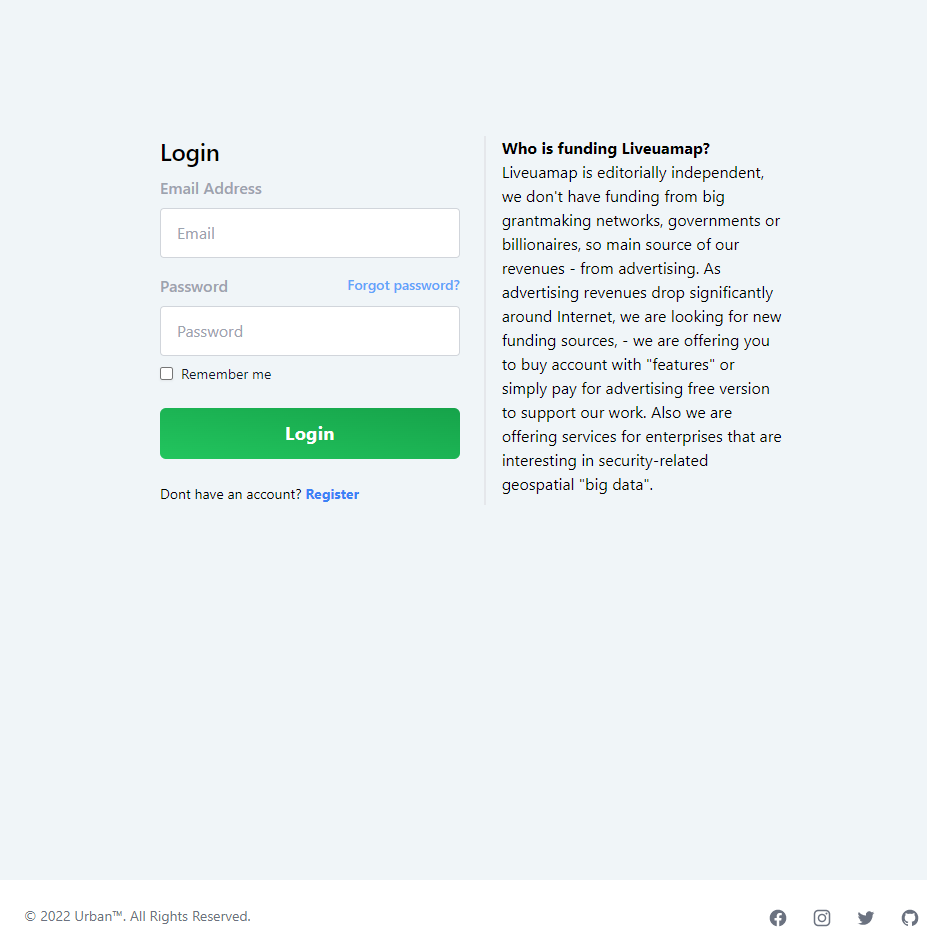 Login
Email Address
Email
Password
Forgot password?
Password
Remember me
Login
Dont have an account? Register
Who is funding Liveuamap?
Liveuamap is editorially independent,
we don't have funding from big
grantmaking networks, governments or
billionaires, so main source of our
revenues - from advertising. As
advertising revenues drop significantly
around Internet, we are looking for new
funding sources, - we are offering you
to buy account with "features" or
simply pay for advertising free version
to support our work. Also we are
offering services for enterprises that are
interesting in security-related
geospatial "big data".
© 2022 Urban™. All Rights Reserved.